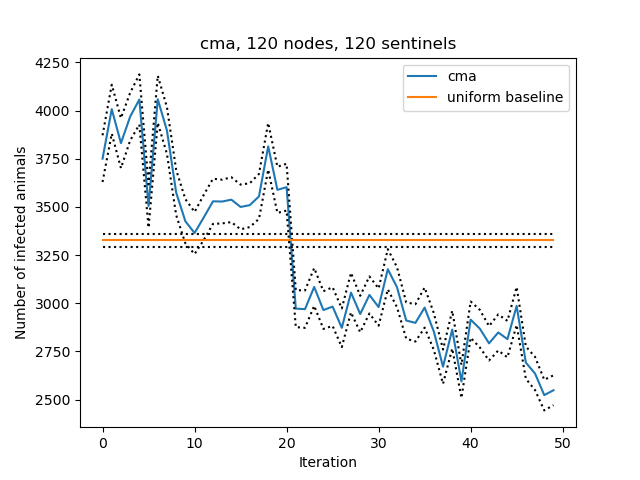 cma, 120 nodes, 120 sentinels
cma
uniform baseline
Number of infected animals
4250
4000
3750
3500
3250
3000
2750
2500
0
10
20
30
40
50
Iteration